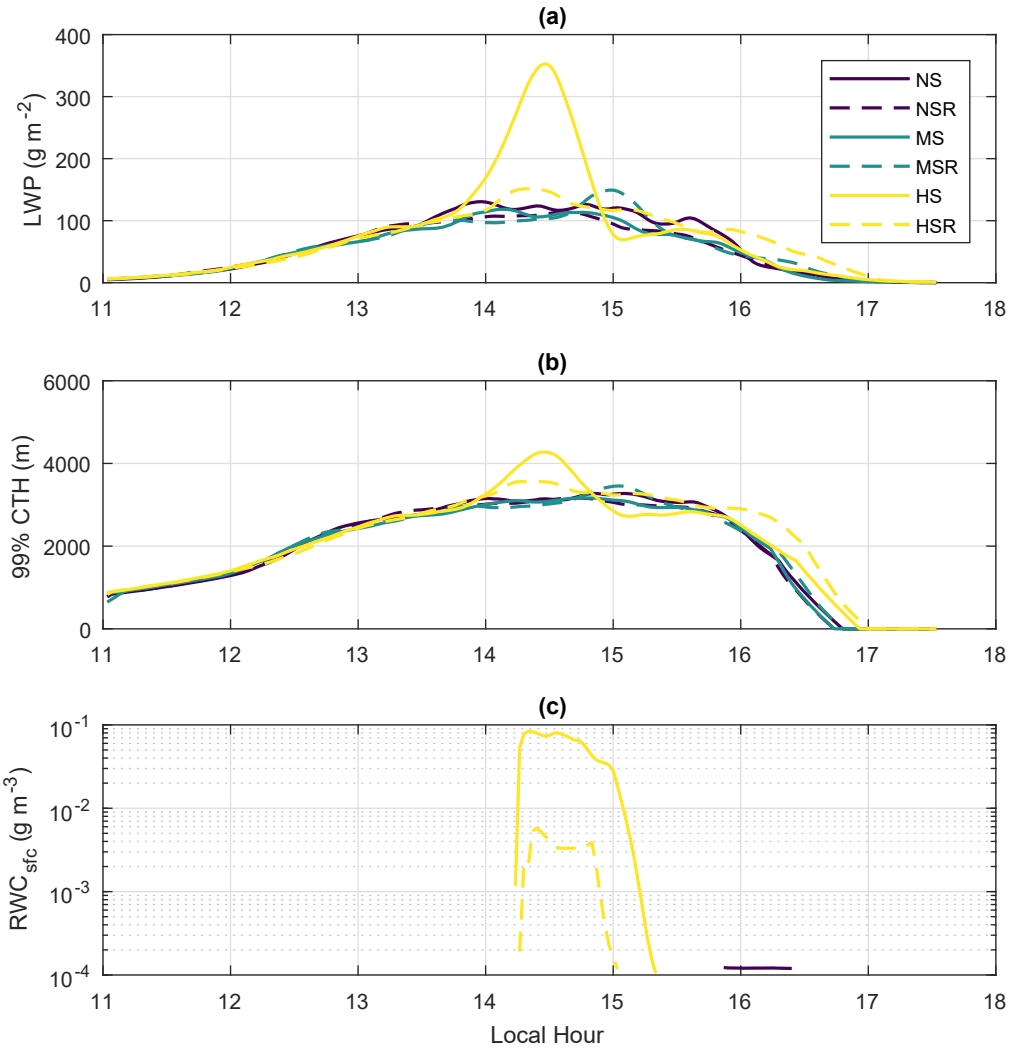 (a)
LWP (g m-2)
400
300
200
100
0
NS
NSR
MS
MSR
HS
HSR
11 12 13 14 15 16 17 18
(b)
99% CTH (m)
6000
4000
2000
0
11 12 13 14 15 16 17 18
(c)
RWCsfc (g m-3)
10-1
10-2
10-3
10-4
11 12 13 14 15 16 17 18
Local Hour